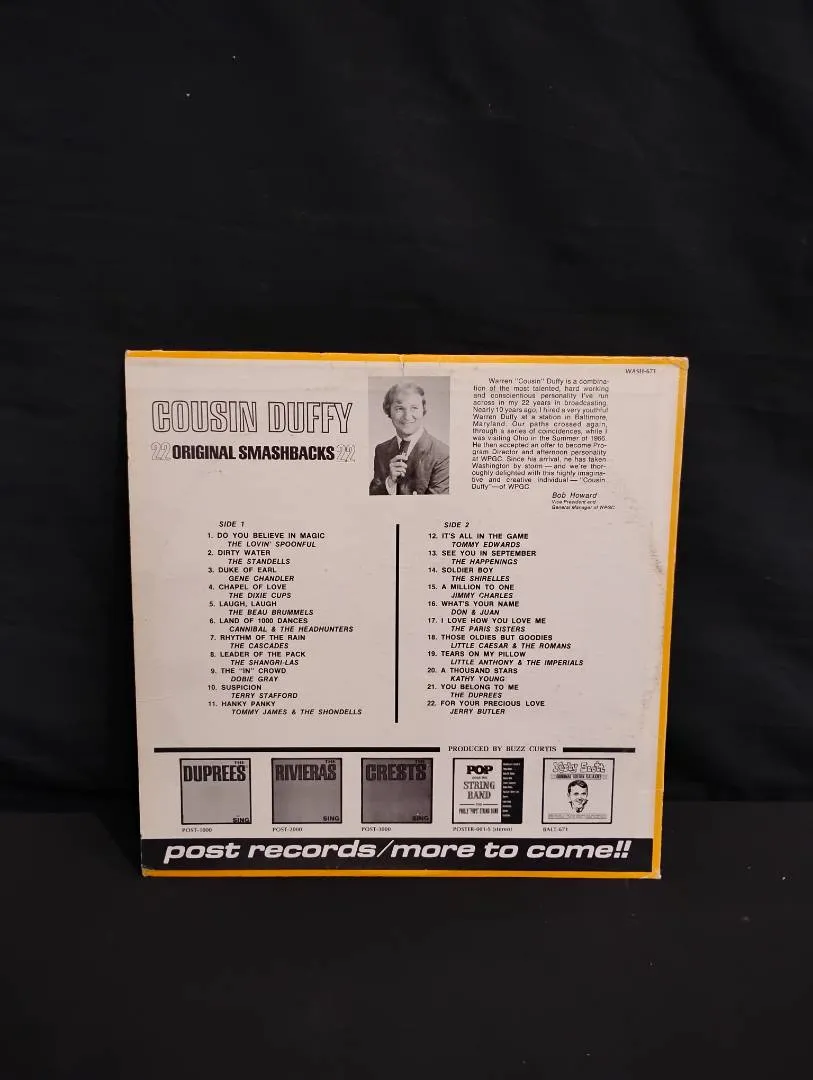 WASH-671
COUSIN DUFFY
22 ORIGINAL SMASHBACKS 22
Warren "Cousin" Duffy is a combina-
tion of the most talented, hard working
and conscientious personality I've run
across in my 22 years in broadcasting.
Nearly 10 years ago, I hired a very youthful
Warren Duffy at a station in Baltimore,
Maryland. Our paths crossed again,
through a series of coincidences, while I
was visiting Ohio in the Summer of 1966.
He then accepted an offer to become Pro-
gram Director and afternoon personality
at WPGC. Since his arrival, he has taken
Washington by storm — and we're thor-
oughly delighted with this highly imagina-
tive and creative individual — "Cousin
Duffy" — of WPGC.
Bob Howard
Vice President and
General Manager of WPGC
SIDE 1
1. DO YOU BELIEVE IN MAGIC
THE LOVIN' SPOONFUL
2. DIRTY WATER
THE STANDELLS
3. DUKE OF EARL
GENE CHANDLER
4. CHAPEL OF LOVE
THE DIXIE CUPS
5. LAUGH, LAUGH
THE BEAU BRUMMELS
6. LAND OF 1000 DANCES
CANNIBAL & THE HEADHUNTERS
7. RHYTHM OF THE RAIN
THE CASCADES
8. LEADER OF THE PACK
THE SHANGRI-LAS
9. THE "IN" CROWD
DOBIE GRAY
10. SUSPICION
TERRY STAFFORD
11. HANKY PANKY
TOMMY JAMES & THE SHONDELLS
SIDE 2
12. IT'S ALL IN THE GAME
TOMMY EDWARDS
13. SEE YOU IN SEPTEMBER
THE HAPPENINGS
14. SOLDIER BOY
THE SHIRELLES
15. A MILLION TO ONE
JIMMY CHARLES
16. WHAT'S YOUR NAME
DON & JUAN
17. I LOVE HOW YOU LOVE ME
THE PARIS SISTERS
18. THOSE OLDIES BUT GOODIES
LITTLE CAESAR & THE ROMANS
19. TEARS ON MY PILLOW
LITTLE ANTHONY & THE IMPERIALS
20. A THOUSAND STARS
KATHY YOUNG
21. YOU BELONG TO ME
THE DUPREES
22. FOR YOUR PRECIOUS LOVE
JERRY BUTLER
PRODUCED BY BUZZ CURTIS
THE
DUPREES
SING
THE
RIVIERAS
SING
THE
CRESTS
SING
POP
STRING
BAND
POST-1000
POST-2000
POST-3000
POSTER-001-S (stereo)
BALT-671
post records/more to come!!